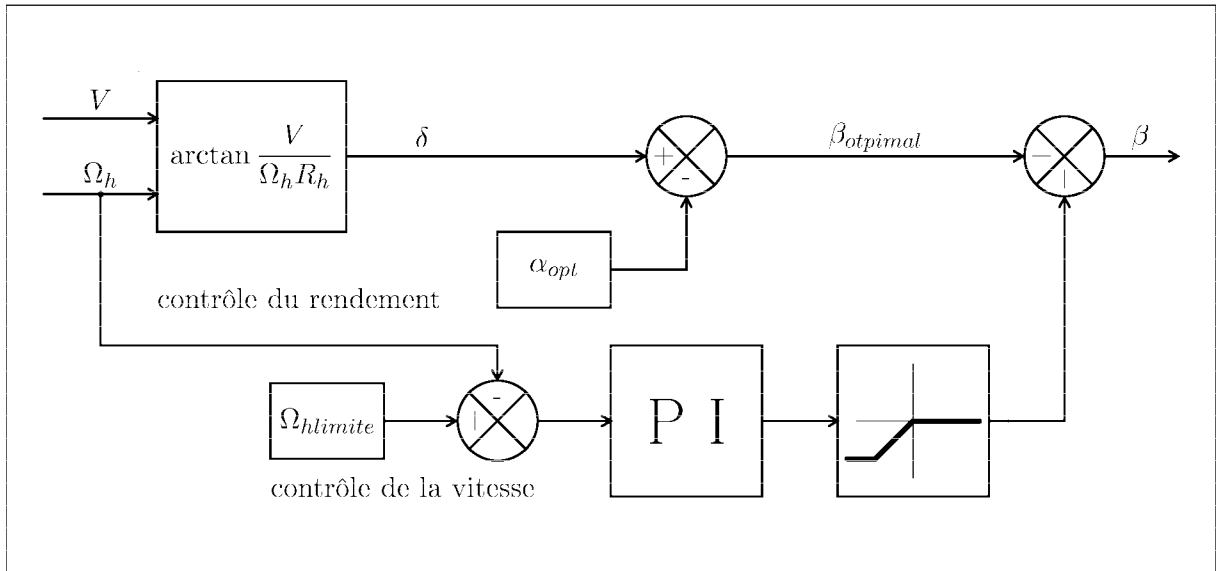 V
Ω_h
arctan V / Ω_h R_h
δ
+
-
β_otpimal
−
+
β
α_opt
contrôle du rendement
Ω_hlimite
+
-
P I
contrôle de la vitesse